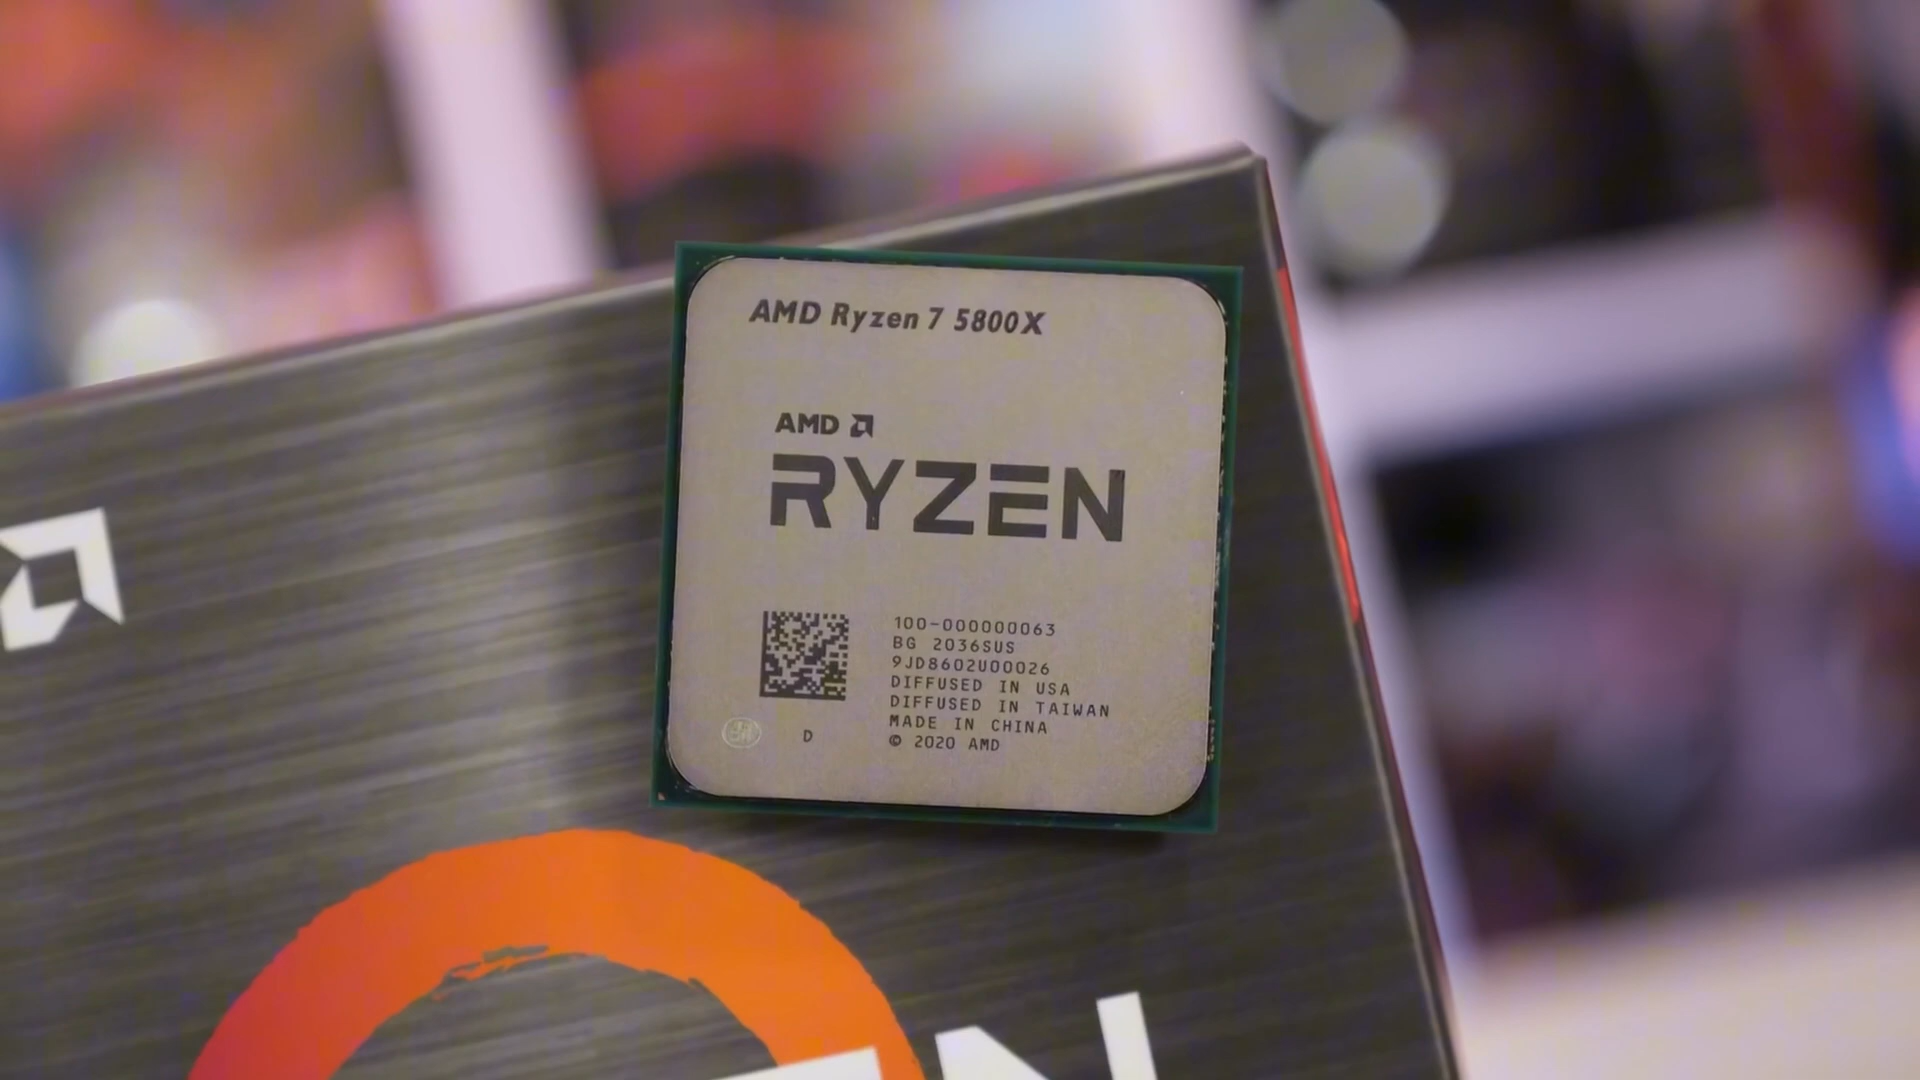 AMD Ryzen 7 5800X
AMD
RYZEN
100-000000063
BG 2036SUS
9JD8602U00026
DIFFUSED IN USA
DIFFUSED IN TAIWAN
MADE IN CHINA
© 2020 AMD
D